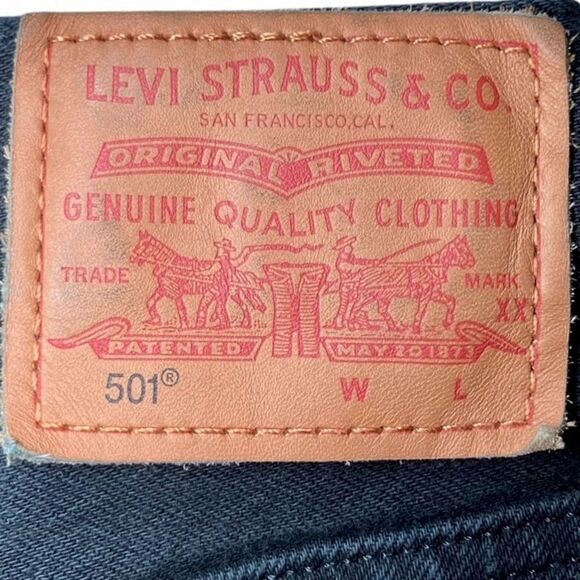 LEVI STRAUSS & CO.
SAN FRANCISCO, CAL.
ORIGINAL RIVETED
GENUINE QUALITY CLOTHING
TRADE MARK
XX
PATENTED MAY 20 1873
501® W L